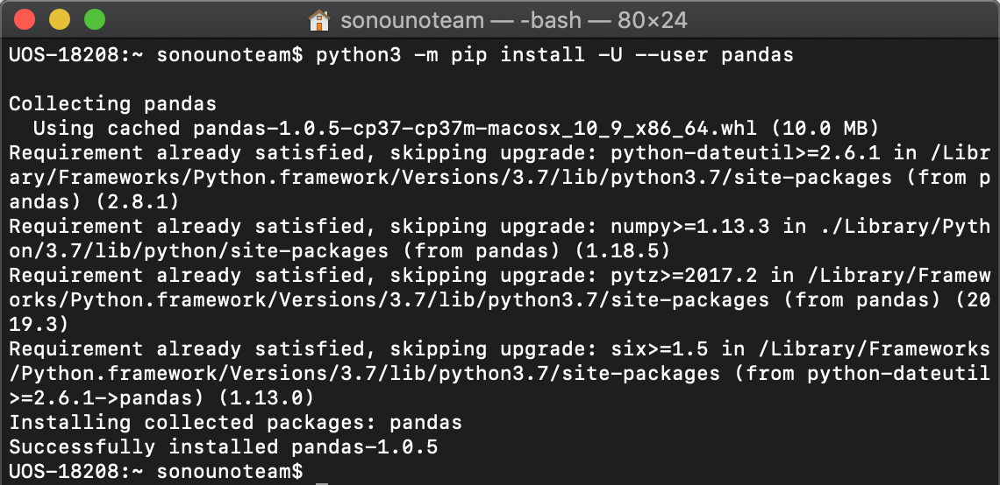 sonounoteam — -bash — 80×24
UOS-18208:~ sonounoteam$ python3 -m pip install -U --user pandas
Collecting pandas
  Using cached pandas-1.0.5-cp37-cp37m-macosx_10_9_x86_64.whl (10.0 MB)
Requirement already satisfied, skipping upgrade: python-dateutil>=2.6.1 in /Libr
ary/Frameworks/Python.framework/Versions/3.7/lib/python3.7/site-packages (from p
andas) (2.8.1)
Requirement already satisfied, skipping upgrade: numpy>=1.13.3 in ./Library/Pyth
on/3.7/lib/python/site-packages (from pandas) (1.18.5)
Requirement already satisfied, skipping upgrade: pytz>=2017.2 in /Library/Framew
orks/Python.framework/Versions/3.7/lib/python3.7/site-packages (from pandas) (20
19.3)
Requirement already satisfied, skipping upgrade: six>=1.5 in /Library/Frameworks
/Python.framework/Versions/3.7/lib/python3.7/site-packages (from python-dateutil
>=2.6.1->pandas) (1.13.0)
Installing collected packages: pandas
Successfully installed pandas-1.0.5
UOS-18208:~ sonounoteam$